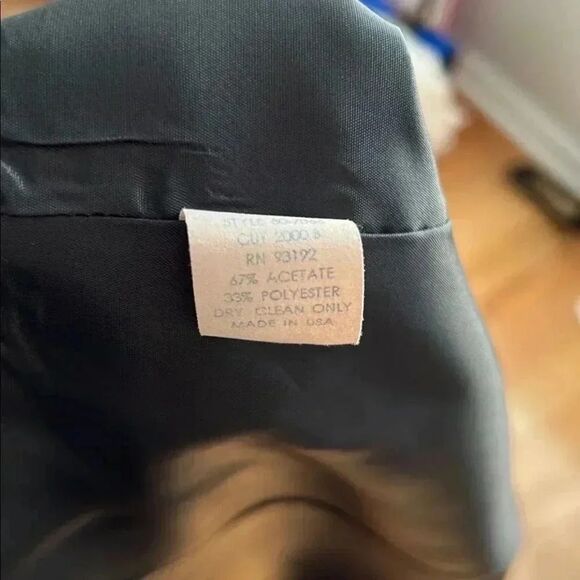 STYLE
CUT 2000 B
RN 93192
67% ACETATE
33% POLYESTER
DRY CLEAN ONLY
MADE IN USA